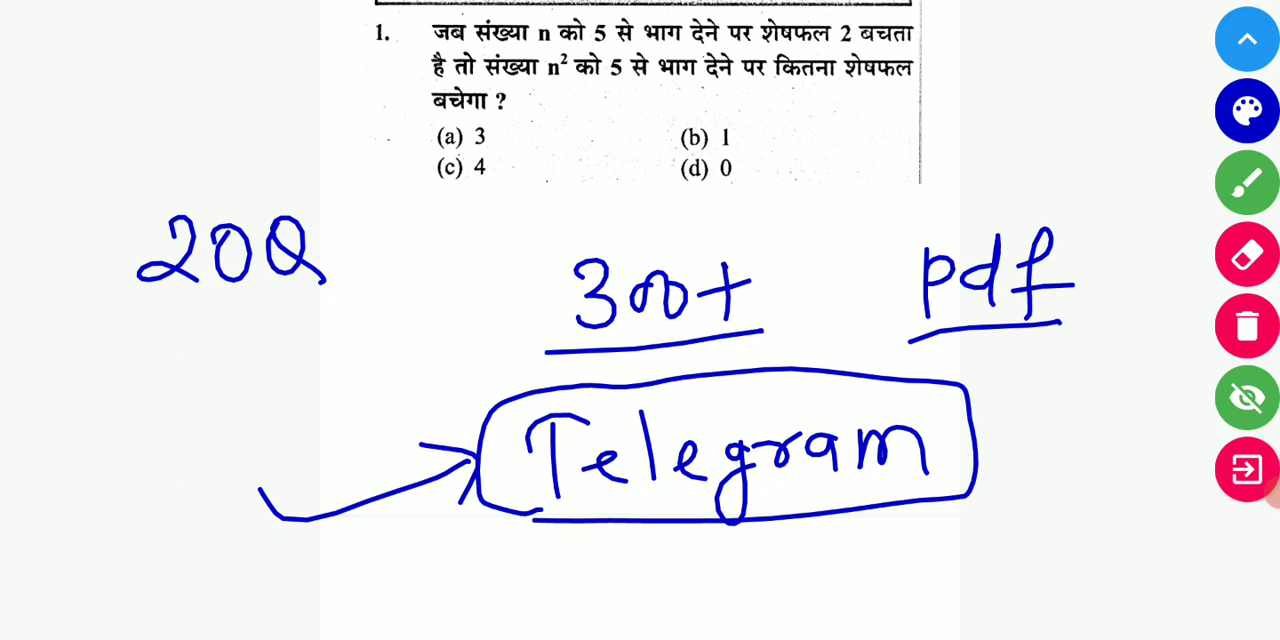 1. जब संख्या n को 5 से भाग देने पर शेषफल 2 बचता
है तो संख्या n² को 5 से भाग देने पर कितना शेषफल
बचेगा ?
(a) 3 (b) 1
(c) 4 (d) 0
20Q
300+ pdf
Telegram